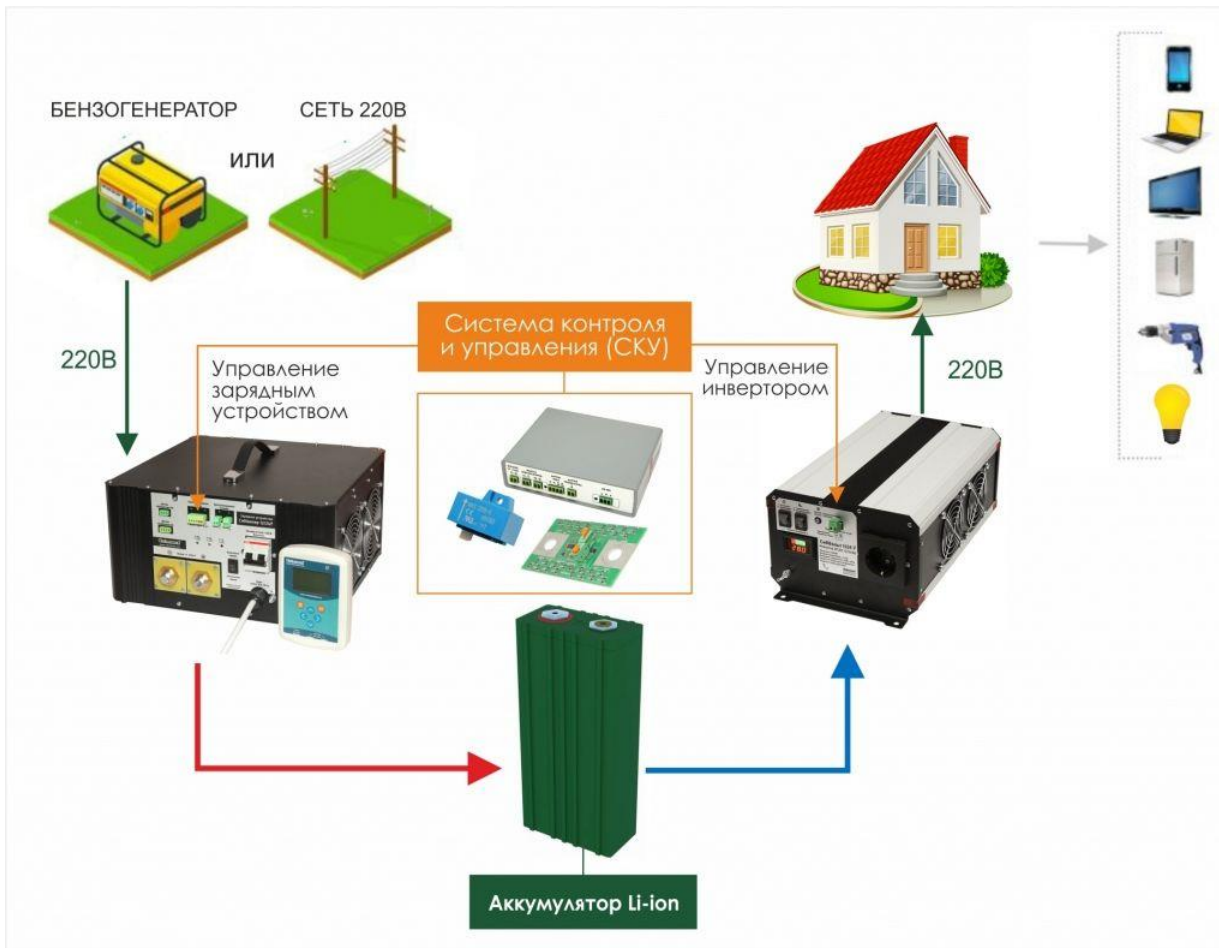 БЕНЗОГЕНЕРАТОР
СЕТЬ 220В
ИЛИ
Система контроля
и управления (СКУ)
220В
Управление
зарядным
устройством
Управление
инвертором
220В
Аккумулятор Li-ion